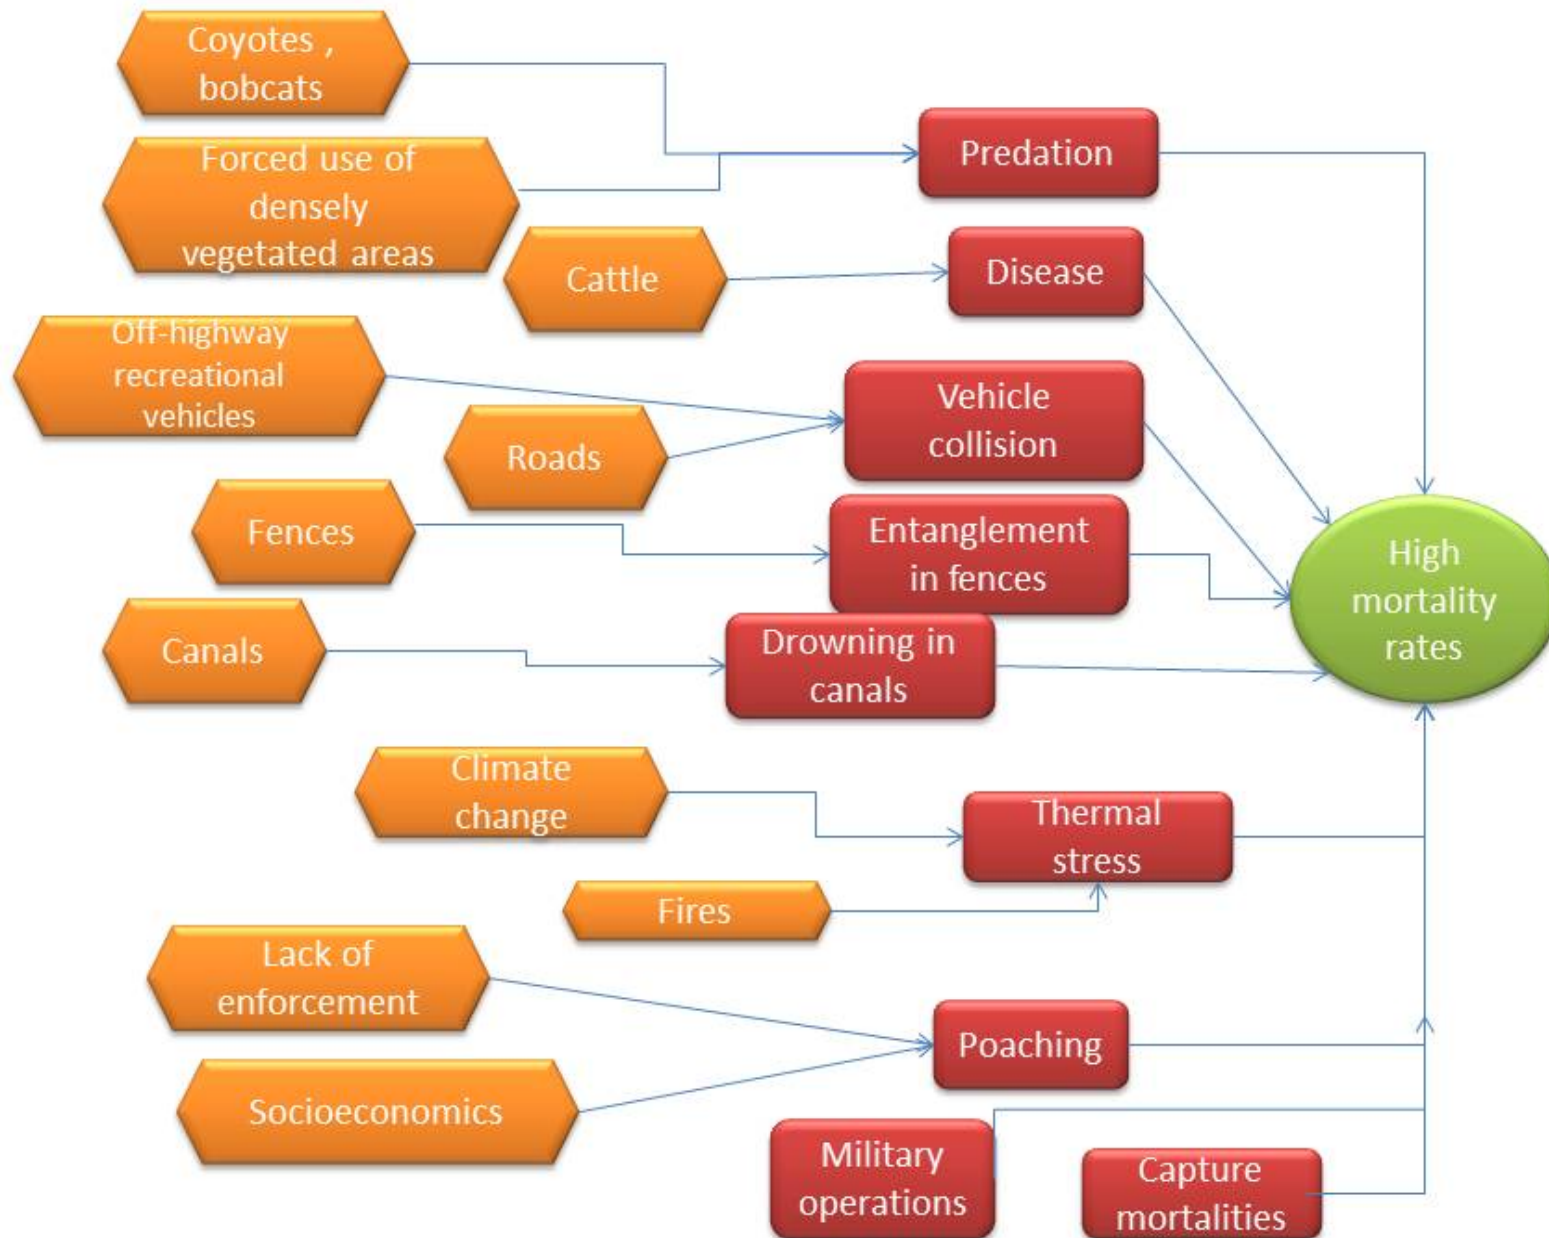 Coyotes ,
bobcats
Predation
Forced use of
densely
vegetated areas
Cattle
Disease
Off-highway
recreational
vehicles
Vehicle
collision
Roads
Fences
Entanglement
in fences
High
mortality
rates
Canals
Drowning in
canals
Climate
change
Thermal
stress
Fires
Lack of
enforcement
Poaching
Socioeconomics
Military
operations
Capture
mortalities